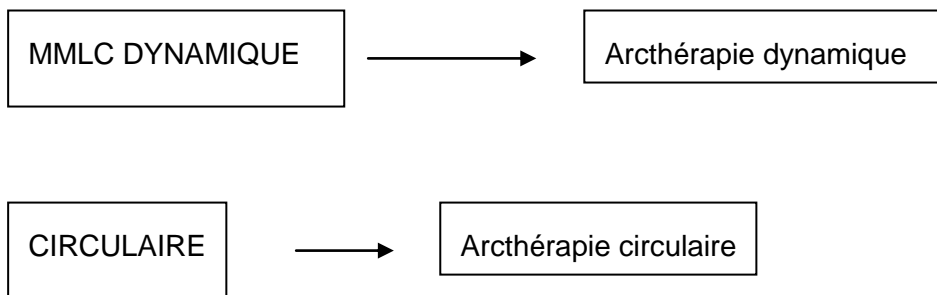 MMLC DYNAMIQUE
Arcthérapie dynamique
CIRCULAIRE
Arcthérapie circulaire